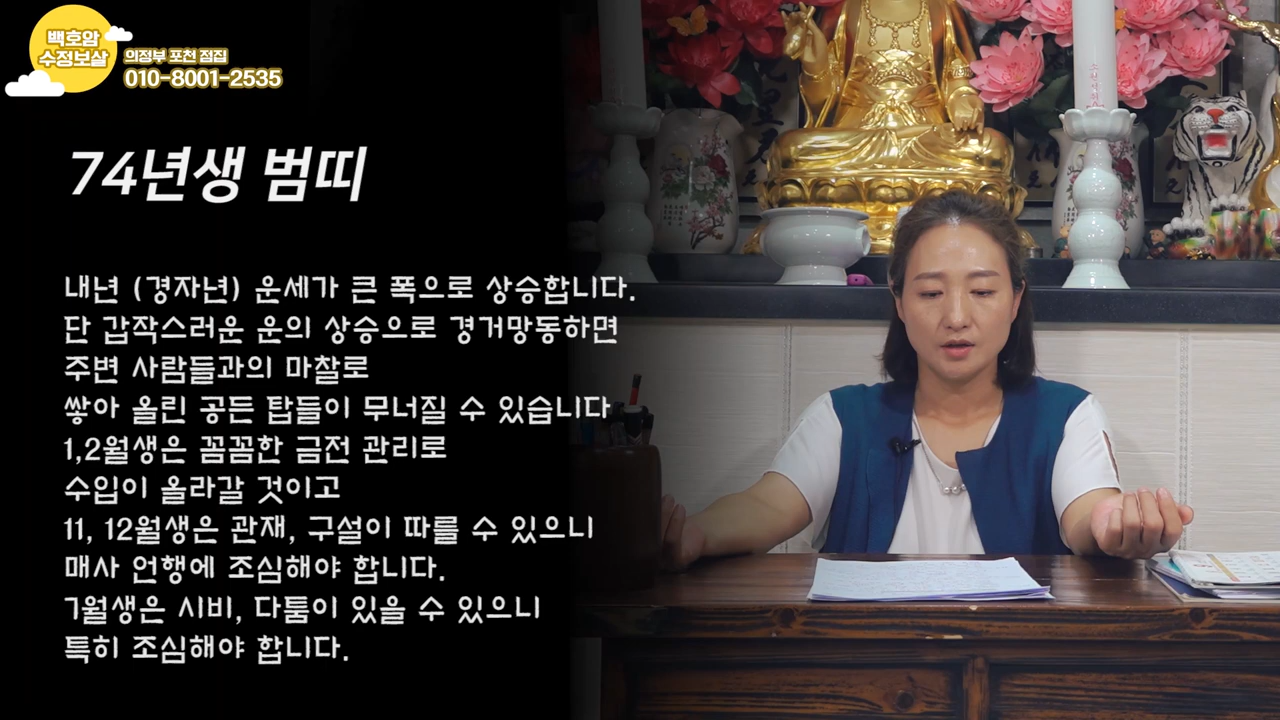 백호암
수정보살
의정부 포천 점집
010-8001-2535
74년생 범띠
내년 (경자년) 운세가 큰 폭으로 상승합니다.
단 갑작스러운 운의 상승으로 경거망동하면
주변 사람들과의 마찰로
쌓아 올린 공든 탑들이 무너질 수 있습니다
1,2월생은 꼼꼼한 금전 관리로
수입이 올라갈 것이고
11, 12월생은 관재, 구설이 따를 수 있으니
매사 언행에 조심해야 합니다.
7월생은 시비, 다툼이 있을 수 있으니
특히 조심해야 합니다.